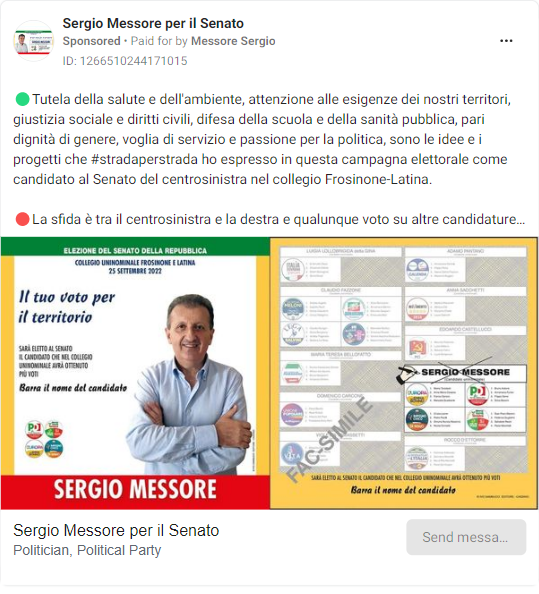 Sergio Messore per il Senato
Sponsored • Paid for by Messore Sergio
ID: 1266510244171015
Tutela della salute e dell'ambiente, attenzione alle esigenze dei nostri territori,
giustizia sociale e diritti civili, difesa della scuola e della sanità pubblica, pari
dignità di genere, voglia di servizio e passione per la politica, sono le idee e i
progetti che #stradaperstrada ho espresso in questa campagna elettorale come
candidato al Senato del centrosinistra nel collegio Frosinone-Latina.
La sfida è tra il centrosinistra e la destra e qualunque voto su altre candidature...
ELEZIONE DEL SENATO DELLA REPUBBLICA
COLLEGIO UNINOMINALE FROSINONE E LATINA
25 SETTEMBRE 2022
Il tuo voto per
il territorio
SARÀ ELETTO AL SENATO
IL CANDIDATO CHE NEL COLLEGIO
UNINOMINALE AVRÀ OTTENUTO
PIÙ VOTI
Barra il nome del candidato
PD
SERGIO MESSORE
ADAMO PANTANO
CLAUDIO FAZZONE
ANNA SACCHETTI
EDOARDO CASTELLUCCI
MARIA TERESA BELLOFATTO
SERGIO MESSORE
PD
FAC-SIMILE
ROCCO D'ETTORRE
SARÀ ELETTO AL SENATO IL CANDIDATO CHE NEL COLLEGIO UNINOMINALE AVRÀ OTTENUTO PIÙ VOTI
Barra il nome del candidato
Sergio Messore per il Senato
Politician, Political Party
Send messa...